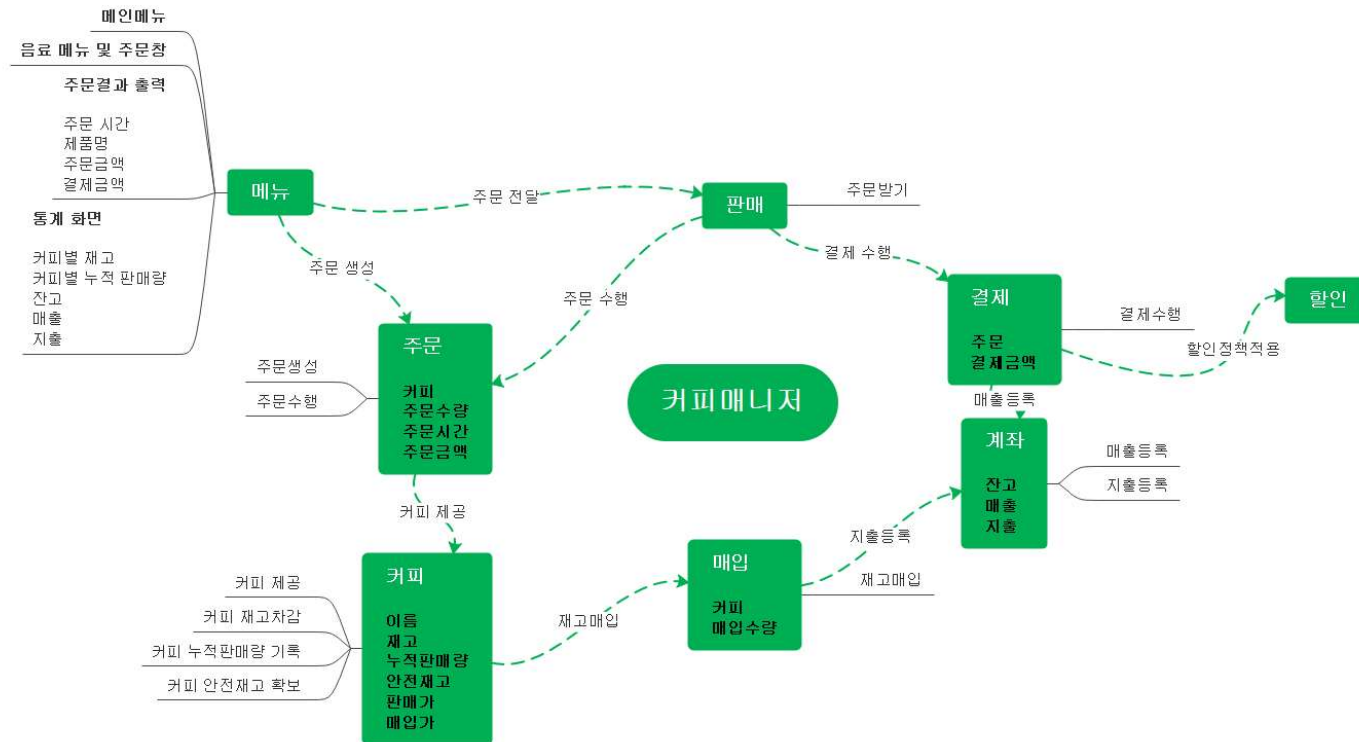 메인메뉴
음료 메뉴 및 주문창
주문결과 출력
주문 시간
제품명
주문금액
결제금액
통계 화면
커피별 재고
커피별 누적 판매량
잔고
매출
지출
메뉴
주문 전달
판매
주문받기
주문 생성
주문 수행
결제 수행
결제
주문
결제금액
결제수행
할인정책적용
할인
주문
커피
주문수량
주문시간
주문금액
주문생성
주문수행
커피매니저
매출등록
계좌
잔고
매출
지출
매출등록
지출등록
커피 제공
커피
이름
재고
누적판매량
안전재고
판매가
매입가
커피 제공
커피 재고차감
커피 누적판매량 기록
커피 안전재고 확보
재고매입
매입
커피
매입수량
지출등록
재고매입